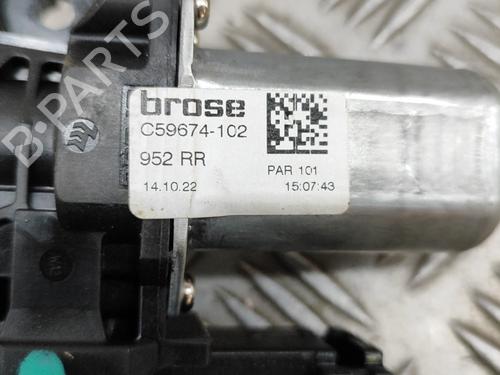 brose
C59674-102
952 RR
PAR 101
14.10.22 15:07:43
B-Parts